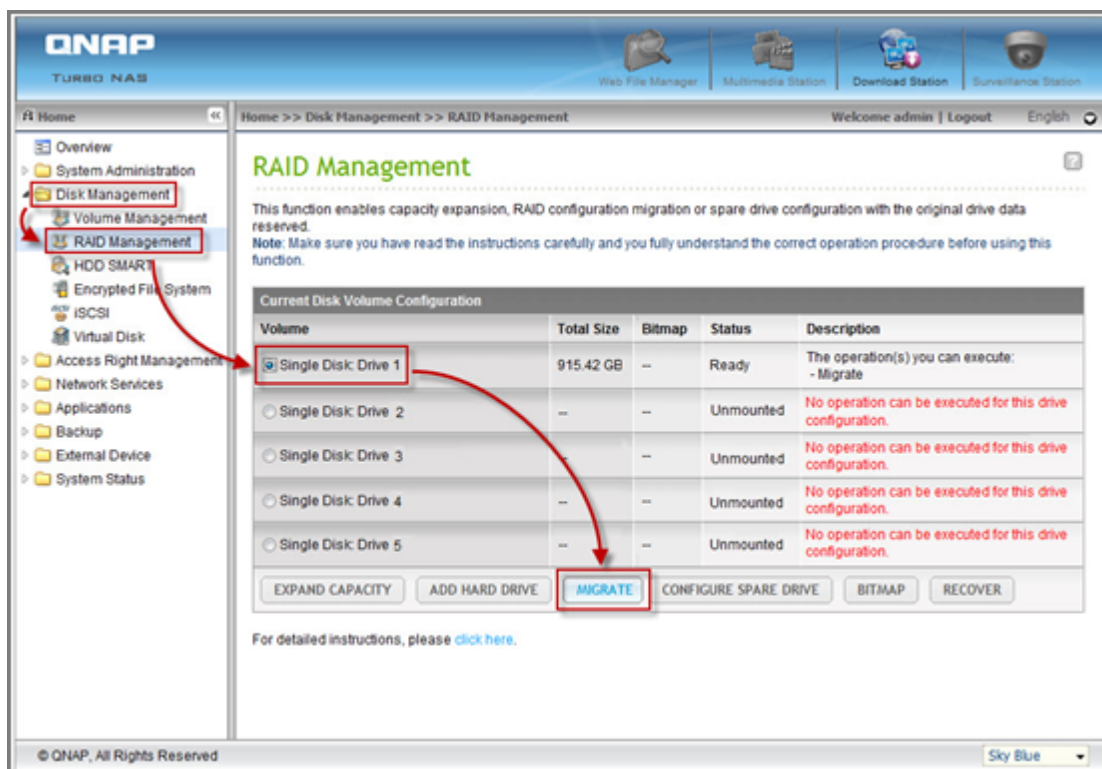 QNAP
TURBO NAS
Web File Manager
Multimedia Station
Download Station
Surveillance Station
Home
Home >> Disk Management >> RAID Management
Welcome admin | Logout
English
Overview
System Administration
Disk Management
Volume Management
RAID Management
HDD SMART
Encrypted File System
iSCSI
Virtual Disk
Access Right Management
Network Services
Applications
Backup
External Device
System Status
RAID Management
This function enables capacity expansion, RAID configuration migration or spare drive configuration with the original drive data
reserved.
Note: Make sure you have read the instructions carefully and you fully understand the correct operation procedure before using this
function.
Current Disk Volume Configuration
Volume Total Size Bitmap Status Description
Single Disk: Drive 1 915.42 GB -- Ready The operation(s) you can execute:
- Migrate
Single Disk: Drive 2 -- -- Unmounted No operation can be executed for this drive
configuration.
Single Disk: Drive 3 -- -- Unmounted No operation can be executed for this drive
configuration.
Single Disk: Drive 4 -- -- Unmounted No operation can be executed for this drive
configuration.
Single Disk: Drive 5 -- -- Unmounted No operation can be executed for this drive
configuration.
EXPAND CAPACITY ADD HARD DRIVE MIGRATE CONFIGURE SPARE DRIVE BITMAP RECOVER
For detailed instructions, please click here.
© QNAP, All Rights Reserved
Sky Blue